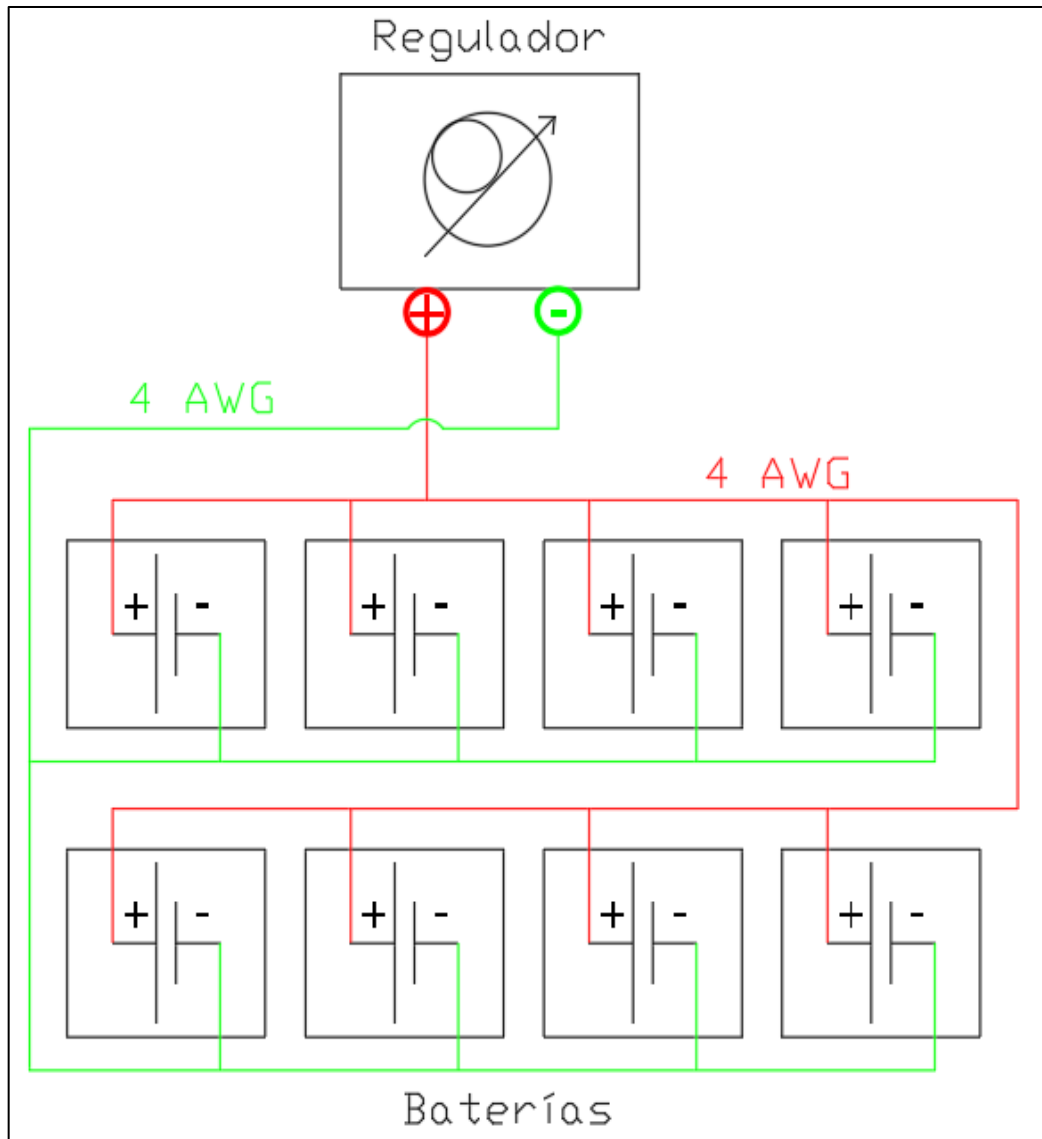 Regulador
+ -
4 AWG
4 AWG
+ - + - + - + -
+ - + - + - + -
Baterías